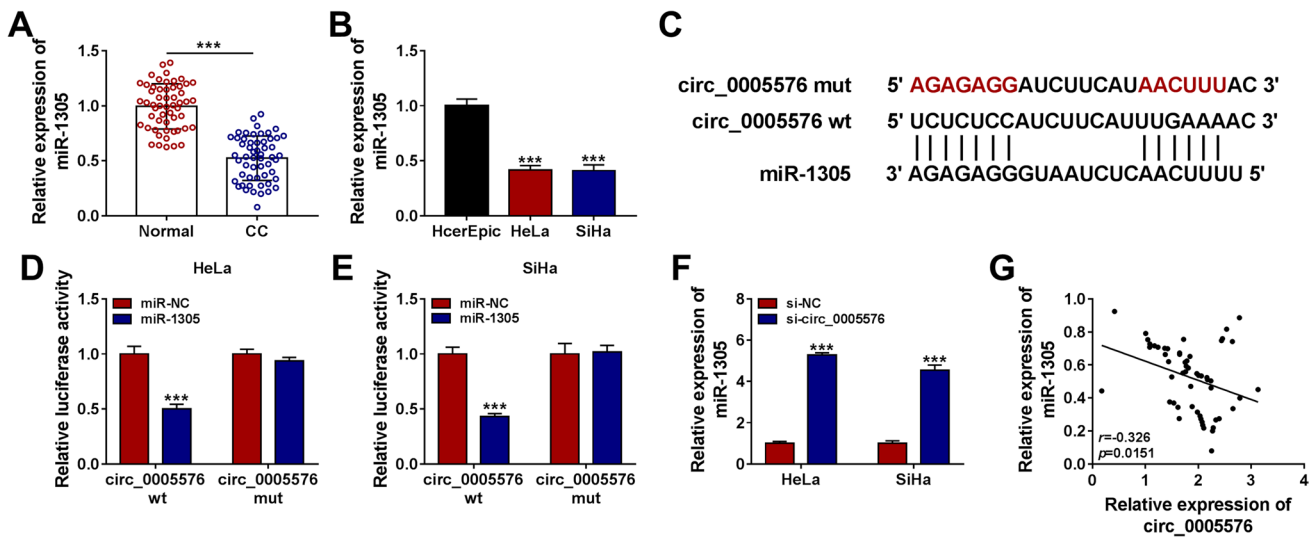 A
Relative expression of
miR-1305
1.5
1.0
0.5
0.0
***
Normal
CC
B
Relative expression of
miR-1305
1.5
1.0
0.5
0.0
***
***
HcerEpic
HeLa
SiHa
C
circ_0005576 mut 5' AGAGAGGAUCUUCAUAACUUUAC 3'
circ_0005576 wt 5' UCUCUCCAUCUUCAUUUGAAAAC 3'
miR-1305 3' AGAGAGGGUAAUCUCAACUUUU 5'
D
HeLa
Relative luciferase activity
1.5
1.0
0.5
0.0
miR-NC
miR-1305
***
circ_0005576
wt
circ_0005576
mut
E
SiHa
Relative luciferase activity
1.5
1.0
0.5
0.0
miR-NC
miR-1305
***
circ_0005576
wt
circ_0005576
mut
F
Relative expression of
miR-1305
8
6
4
2
0
si-NC
si-circ_0005576
***
***
HeLa
SiHa
G
Relative expression of
miR-1305
1.0
0.8
0.6
0.4
0.2
0.0
r=-0.326
p=0.0151
0
1
2
3
4
Relative expression of
circ_0005576